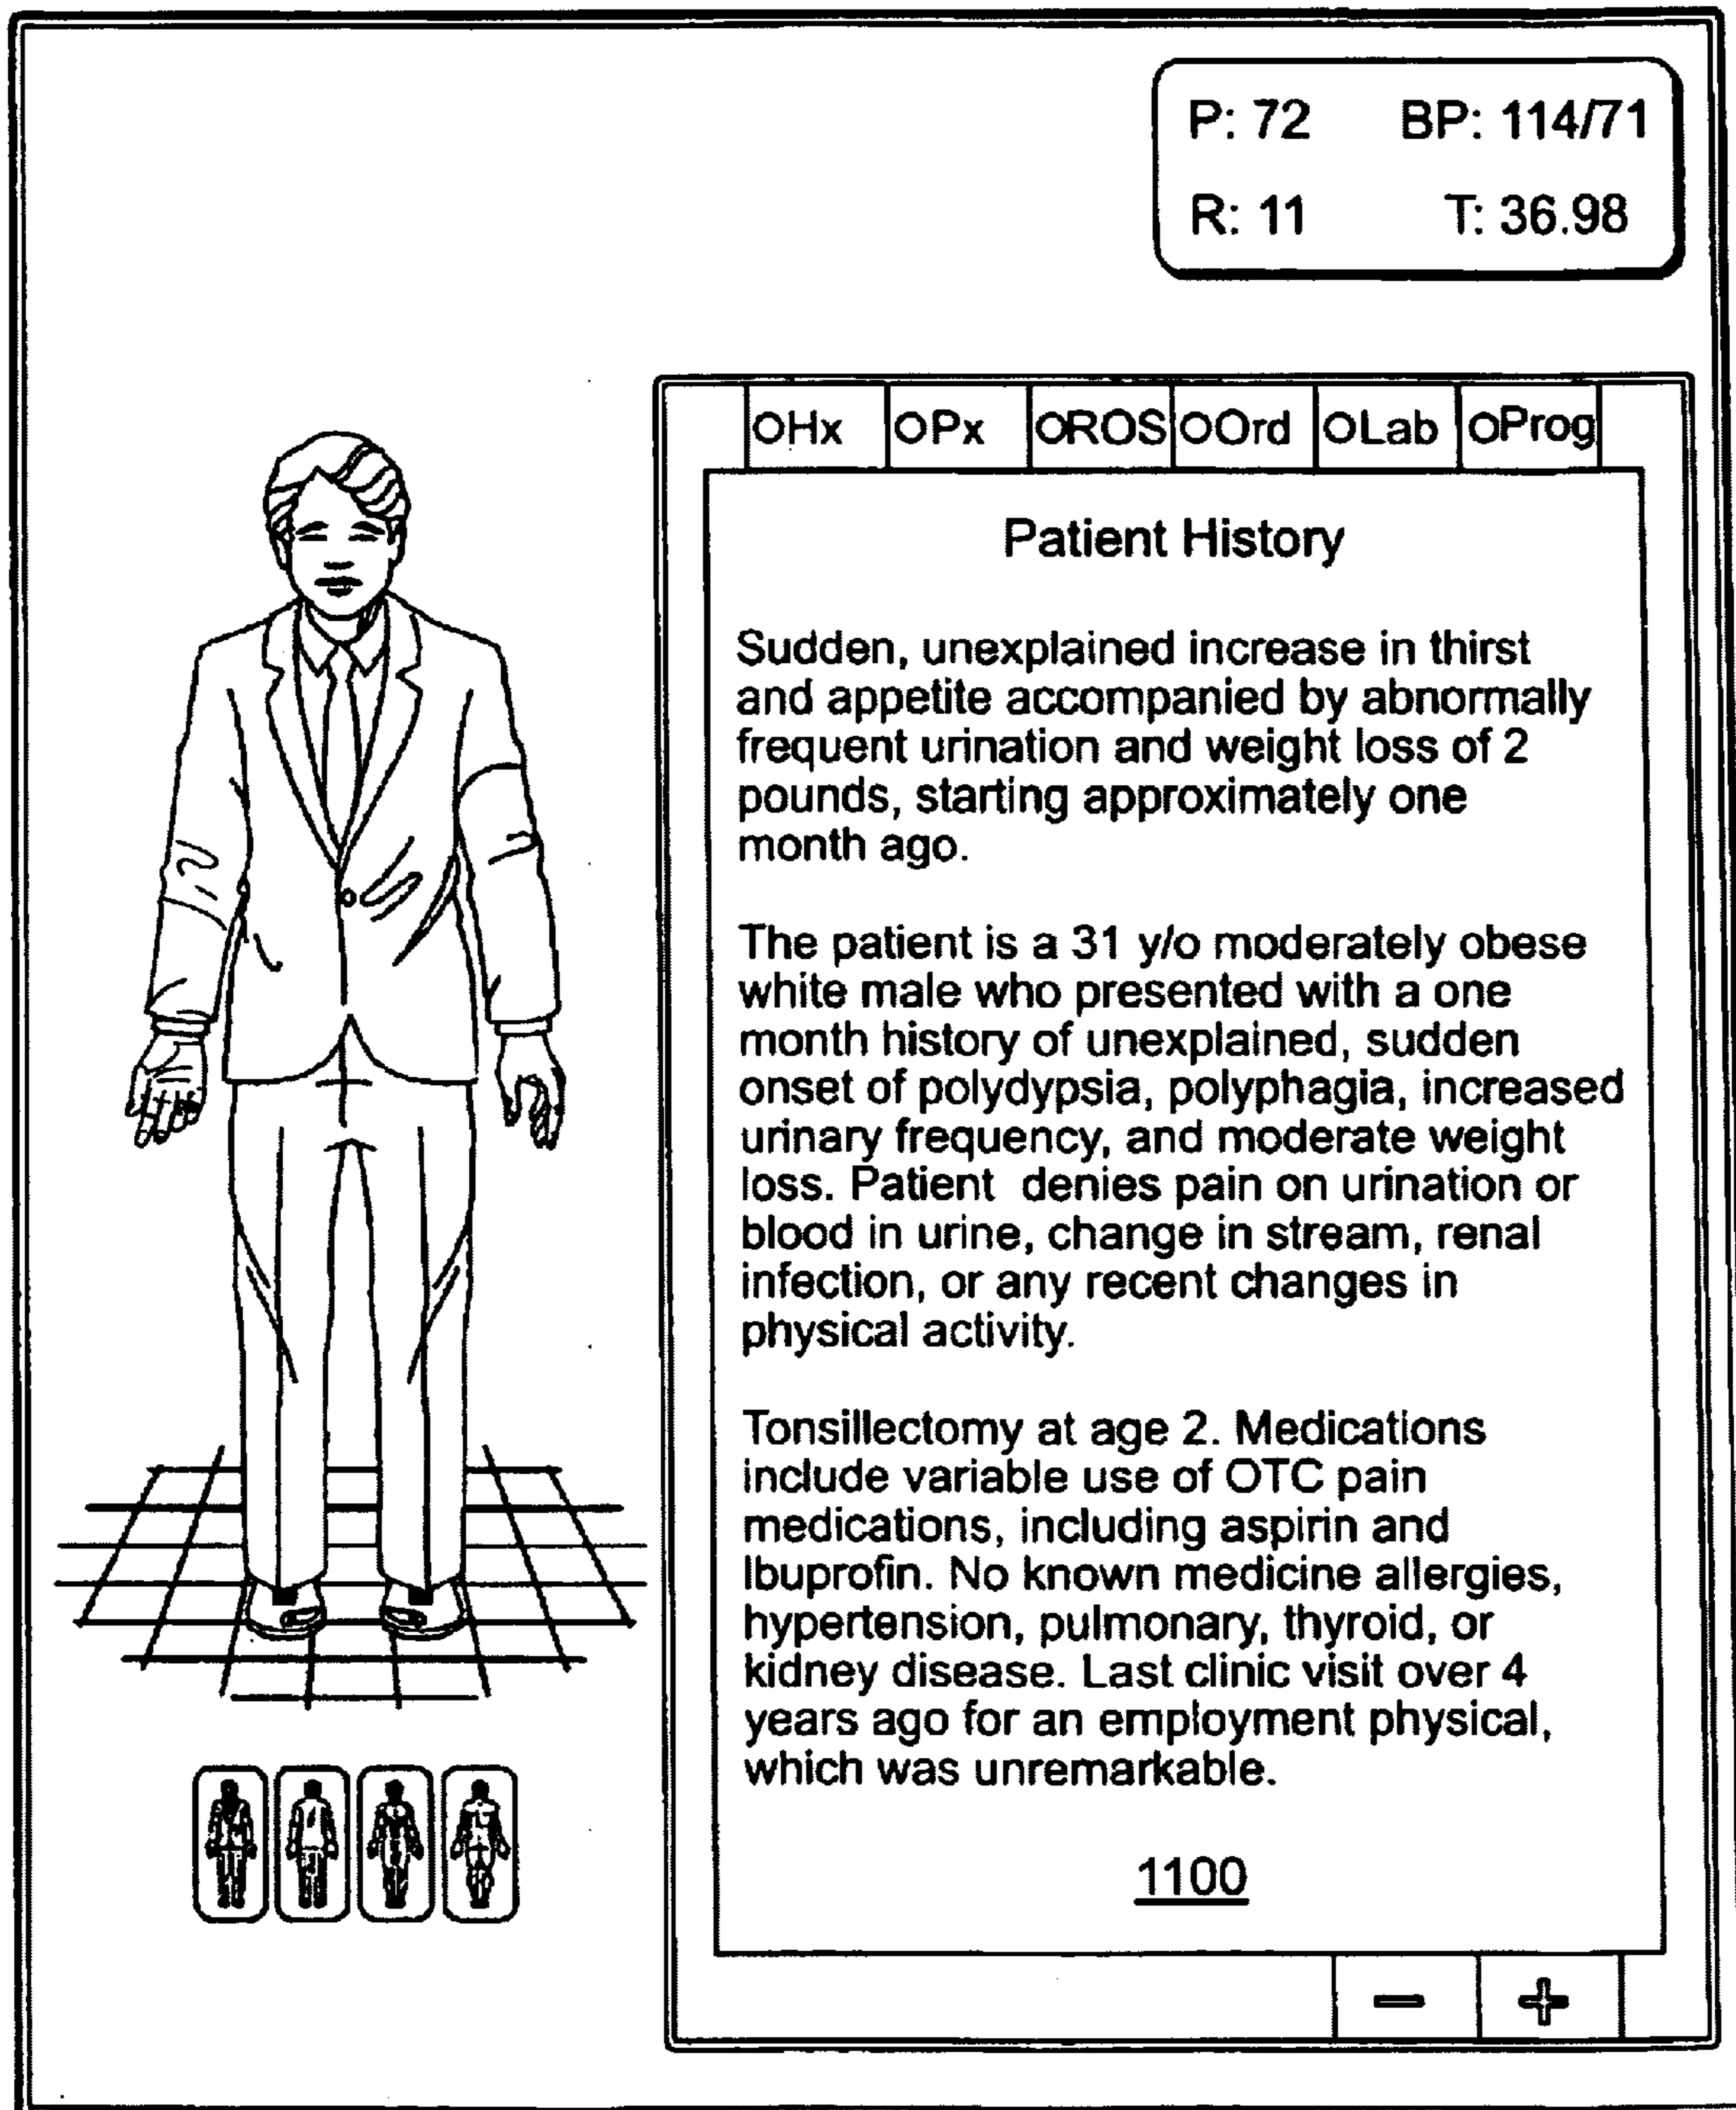 P: 72 BP: 114/71
R: 11 T: 36.98
Hx Px ROS Ord Lab Prog
Patient History
Sudden, unexplained increase in thirst
and appetite accompanied by abnormally
frequent urination and weight loss of 2
pounds, starting approximately one
month ago.
The patient is a 31 y/o moderately obese
white male who presented with a one
month history of unexplained, sudden
onset of polydypsia, polyphagia, increased
urinary frequency, and moderate weight
loss. Patient denies pain on urination or
blood in urine, change in stream, renal
infection, or any recent changes in
physical activity.
Tonsillectomy at age 2. Medications
include variable use of OTC pain
medications, including aspirin and
Ibuprofin. No known medicine allergies,
hypertension, pulmonary, thyroid, or
kidney disease. Last clinic visit over 4
years ago for an employment physical,
which was unremarkable.
1100
− +